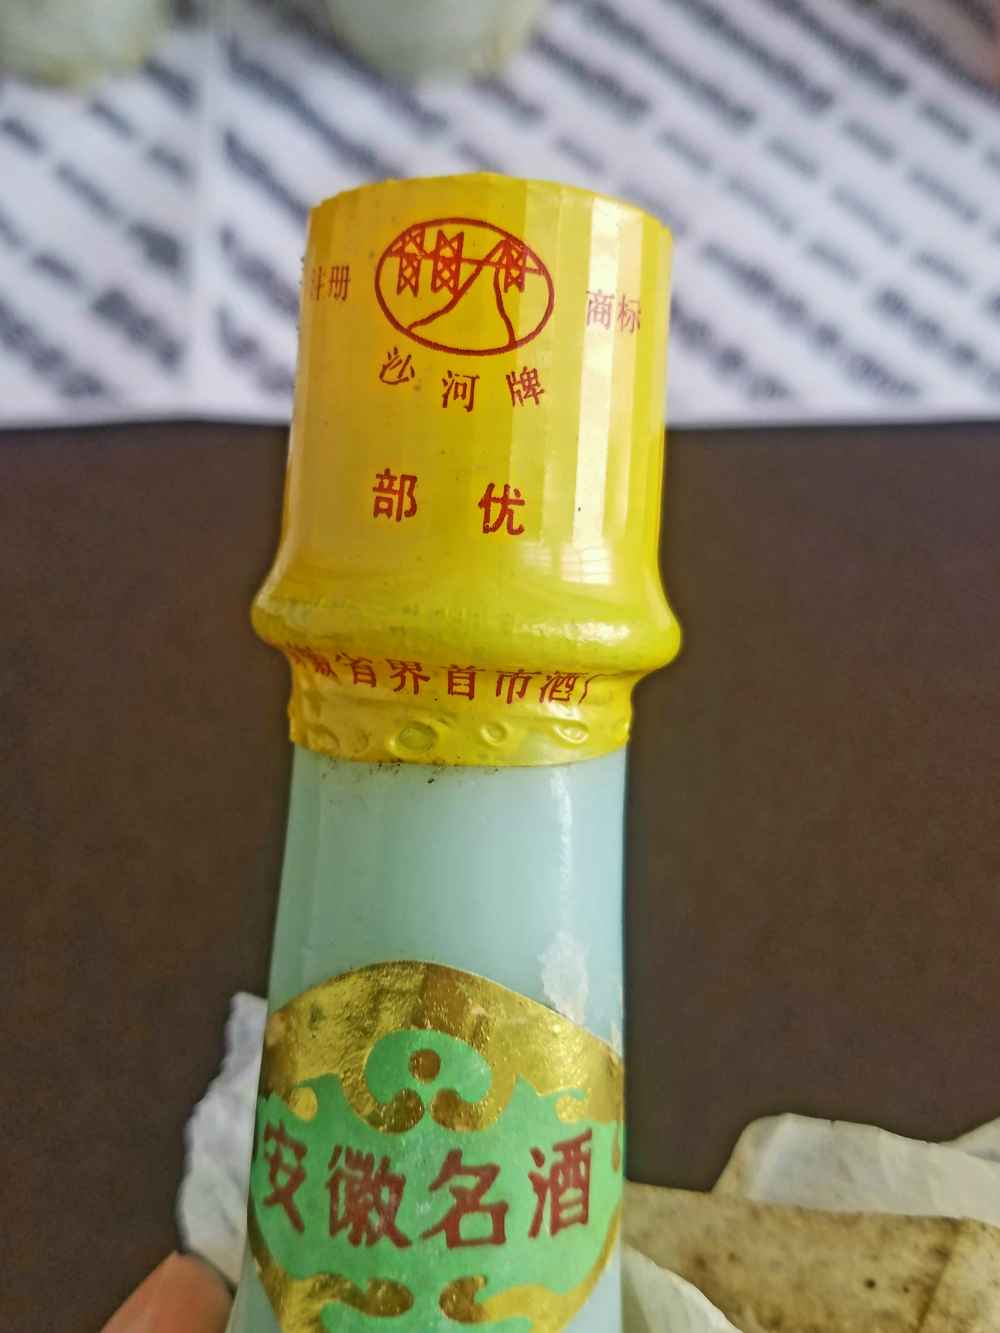 注册 商标
沙河牌
部优
安徽省界首市酒厂
安徽名酒